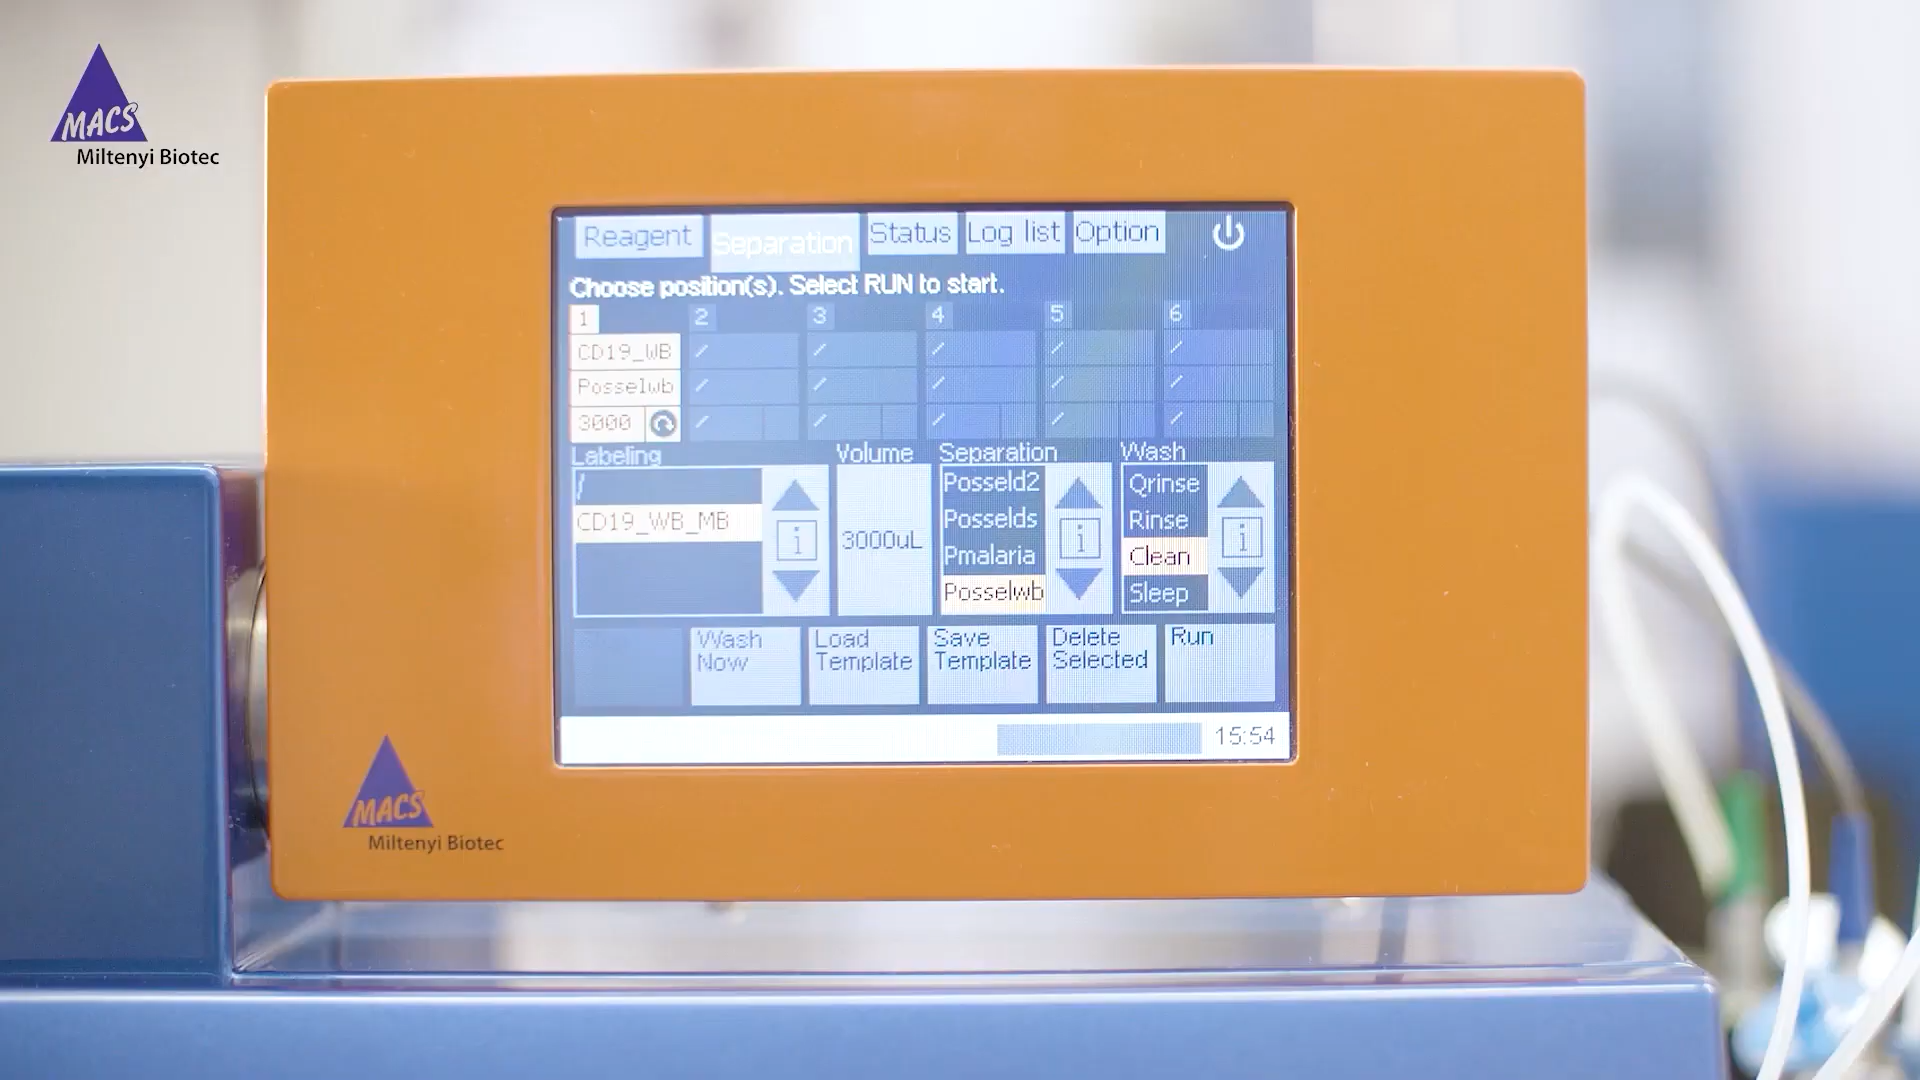 MACS
Miltenyi Biotec
Reagent Separation Status Log list Option
Choose position(s). Select RUN to start.
1 2 3 4 5 6
CD19_WB / / / / /
Posselwb / / / / /
3000 / / / / /
Labeling Volume Separation Wash
/ Posseld2 Qrinse
CD19_WB_MB Posselds Rinse
i 3000uL Pmalaria i Clean i
Posselwb Sleep
Wash Load Save Delete Run
Now Template Template Selected
15:54
MACS
Miltenyi Biotec